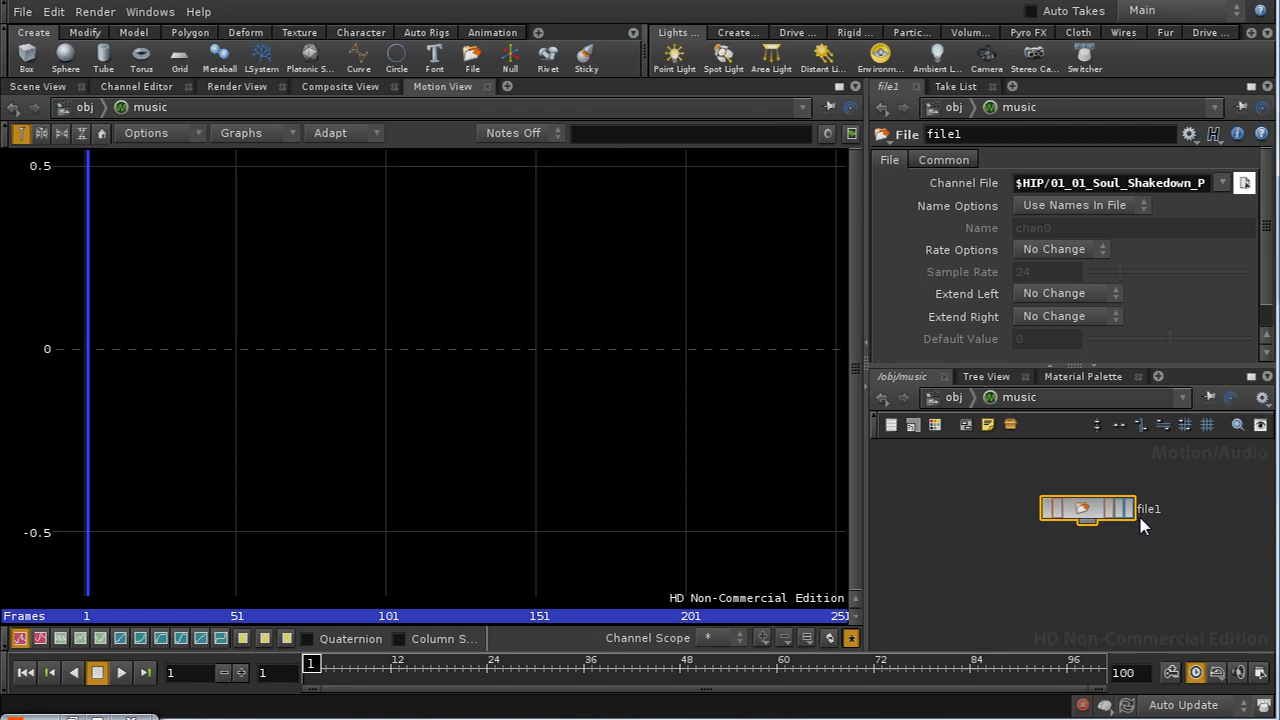 File Edit Render Windows Help Auto Takes Main
Create Modify Model Polygon Deform Texture Character Auto Rigs Animation Lights ... Create... Drive ... Rigid ... Partic... Volum... Pyro FX Cloth Wires Fur Drive ...
Box Sphere Tube Torus Grid Metaball LSystem Platonic S... Curve Circle Font File Null Rivet Sticky Point Light Spot Light Area Light Distant Li... Environm... Ambient L... Camera Stereo Ca... Switcher
Scene View Channel Editor Render View Composite View Motion View file1 Take List
obj music obj music
Options Graphs Adapt Notes Off File file1
File Common
Channel File $HIP/01_01_Soul_Shakedown_P
Name Options Use Names In File
Name chan0
Rate Options No Change
Sample Rate 24
Extend Left No Change
Extend Right No Change
Default Value 0
0.5
0
-0.5
HD Non-Commercial Edition
Frames 1 51 101 151 201 251
/obj/music Tree View Material Palette
obj music
Motion/Audio
file1
HD Non-Commercial Edition
Quaternion Column S... Channel Scope *
1 1 1 12 24 36 48 60 72 84 96 100
Auto Update